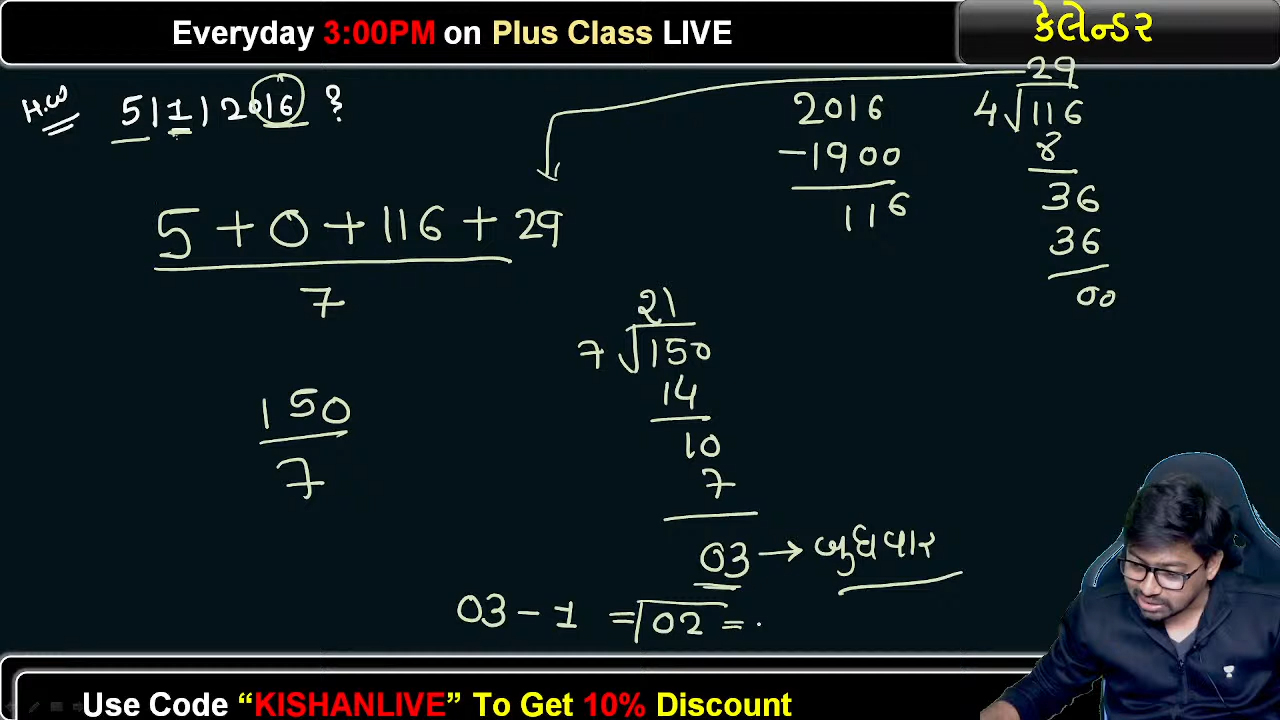 Everyday 3:00PM on Plus Class LIVE
કેલેન્ડર
H.W 5|1|2016 ?
2016
-1900
116
29
4√116
8
36
36
00
5 + 0 + 116 + 29
7
150
7
21
7√150
14
10
7
03 → બુધવાર
03 - 1 = 02 =
Use Code “KISHANLIVE” To Get 10% Discount